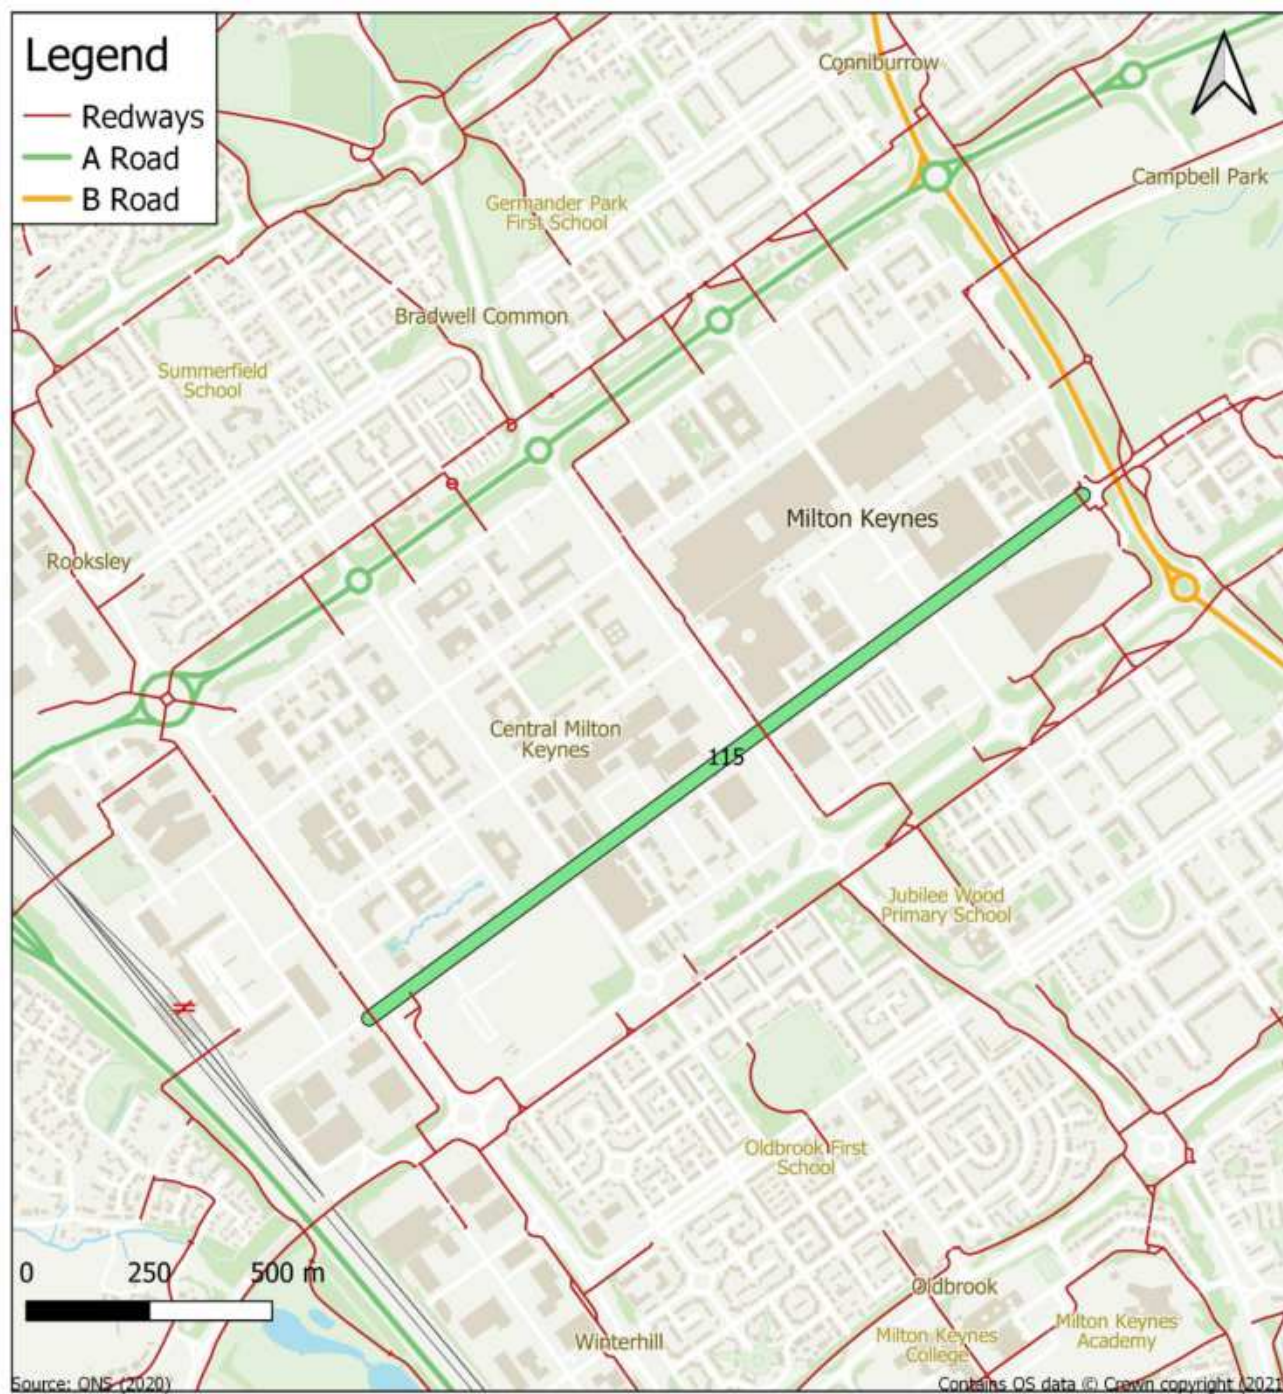 Legend
Redways
A Road
B Road
Conniburrow
Campbell Park
Germander Park
First School
Bradwell Common
Summerfield
School
Milton Keynes
Rooksley
Central Milton
Keynes
115
Jubilee Wood
Primary School
Oldbrook First
School
0 250 500 m
Oldbrook
Winterhill
Milton Keynes
College
Milton Keynes
Academy
Source: ONS (2020)
Contains OS data © Crown copyright (2021